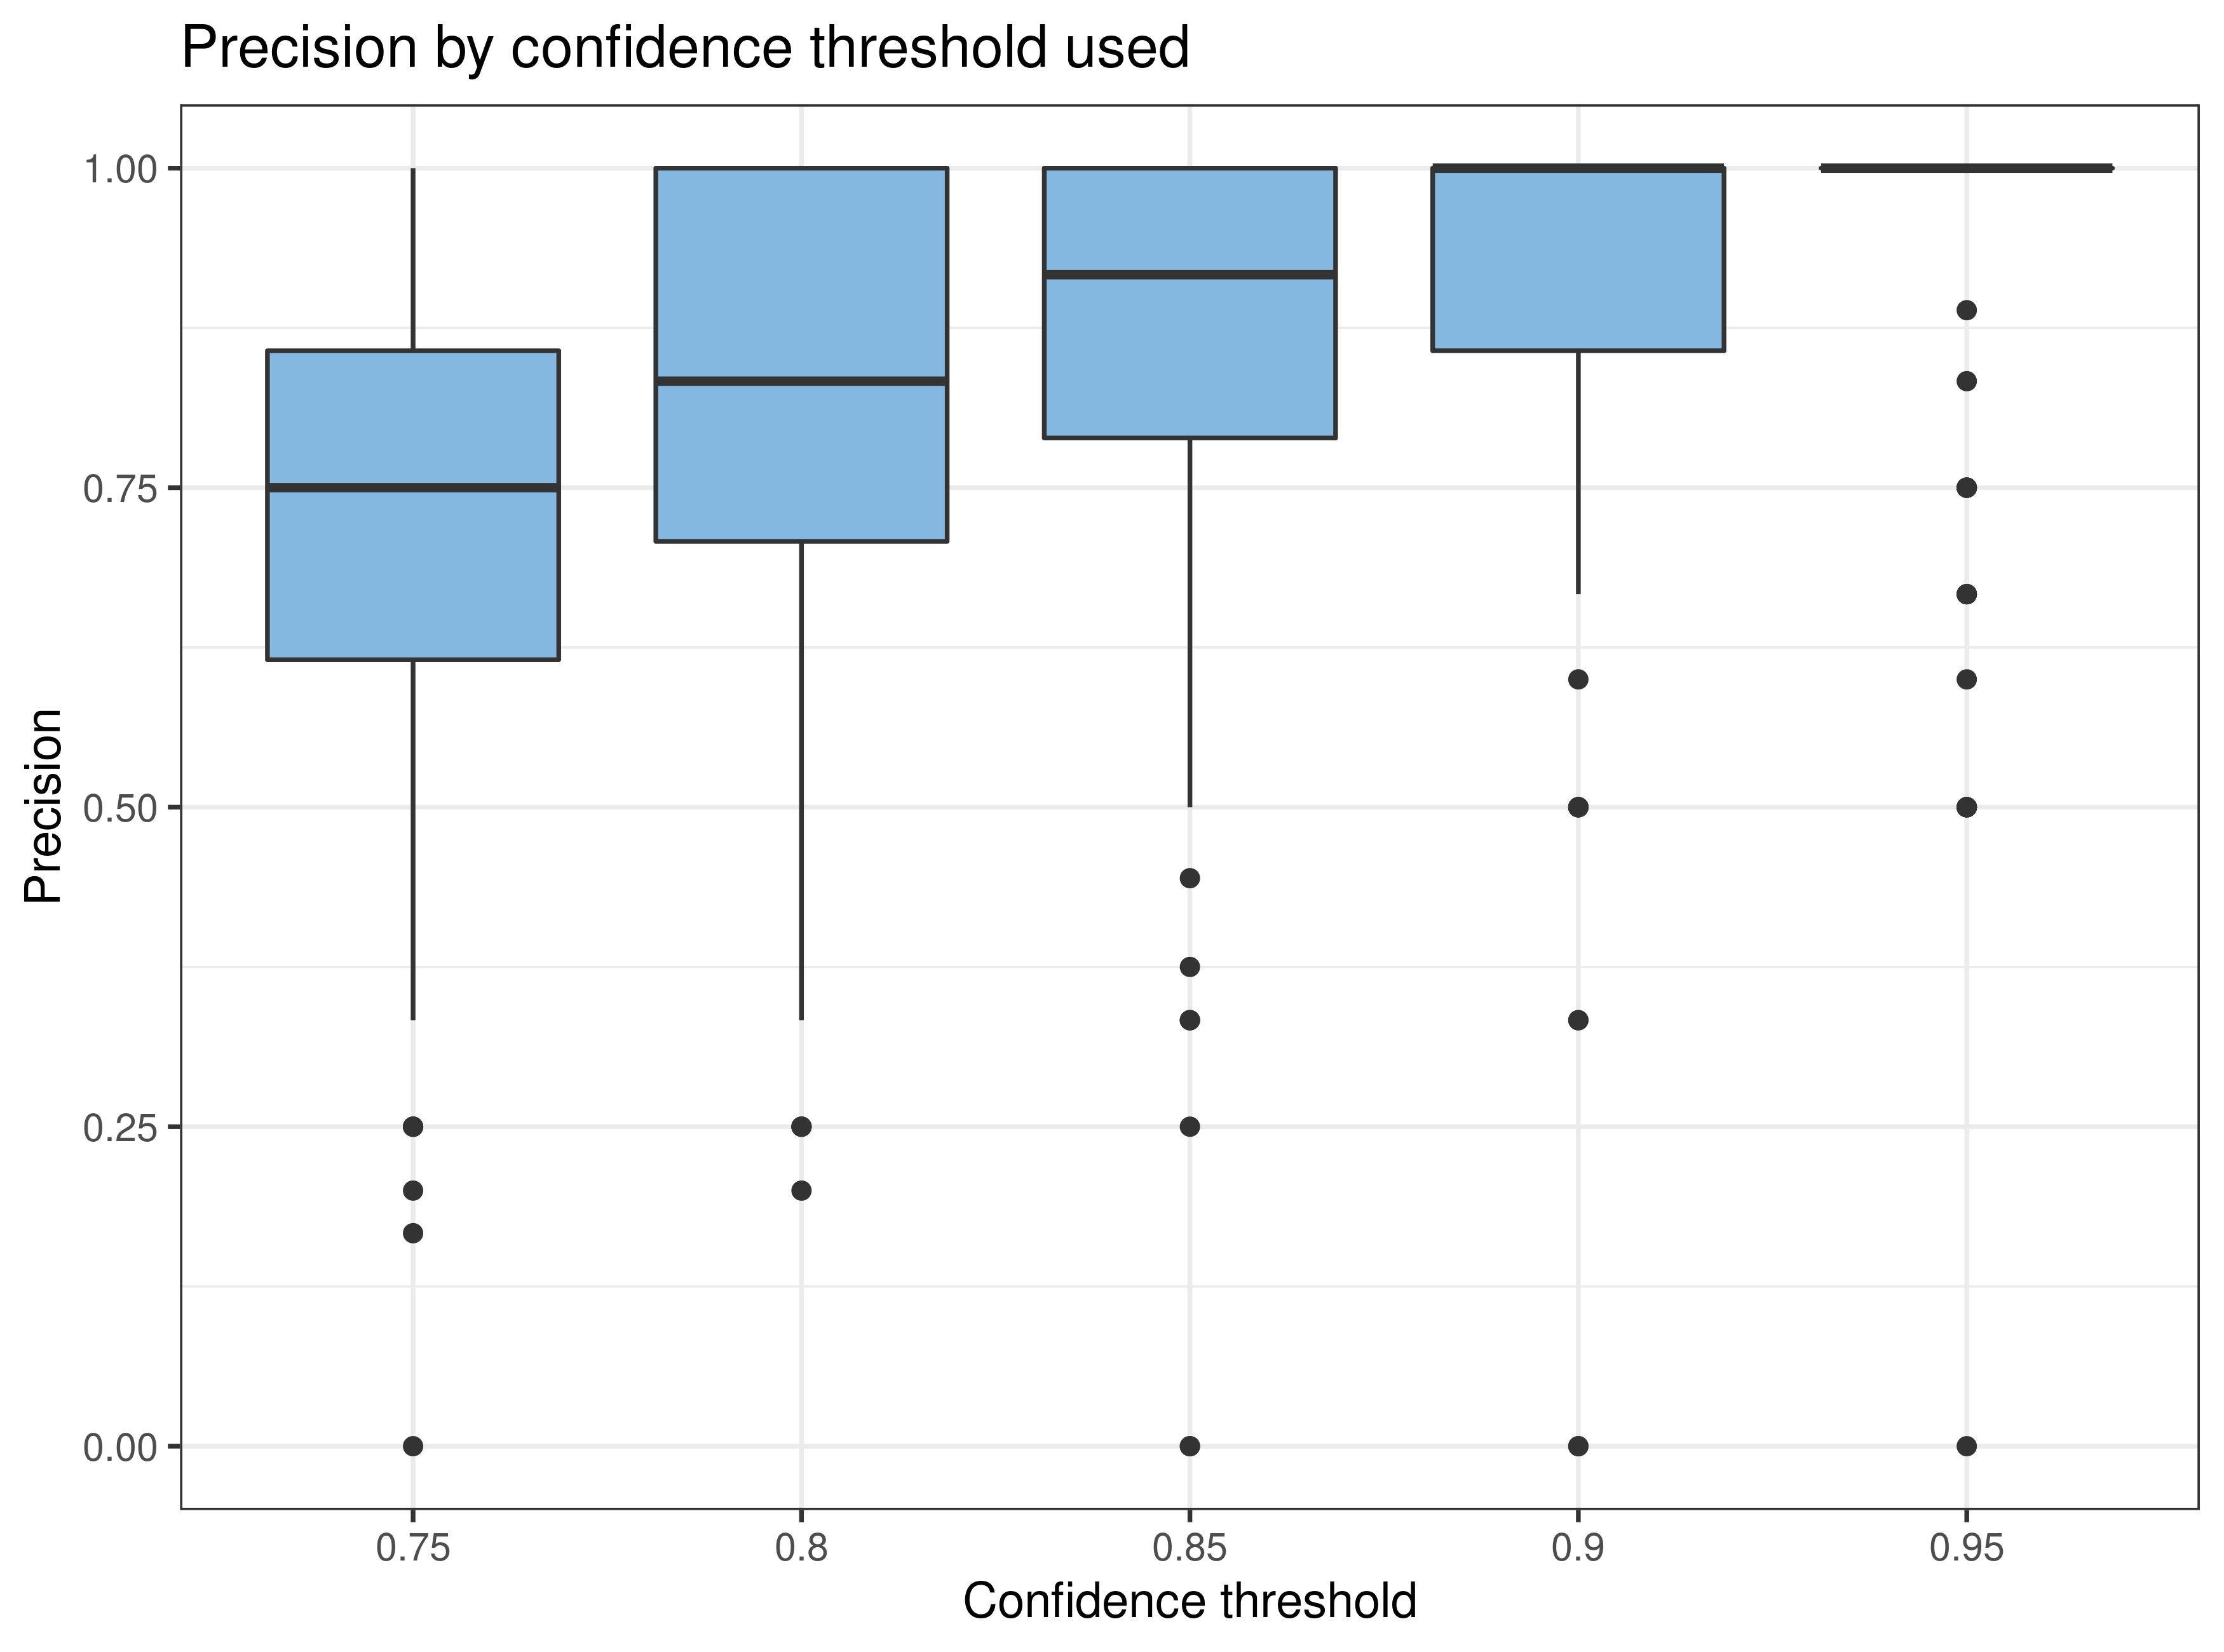 Precision by confidence threshold used
1.00
0.75
0.50
0.25
0.00
Precision
0.75 0.8 0.85 0.9 0.95
Confidence threshold